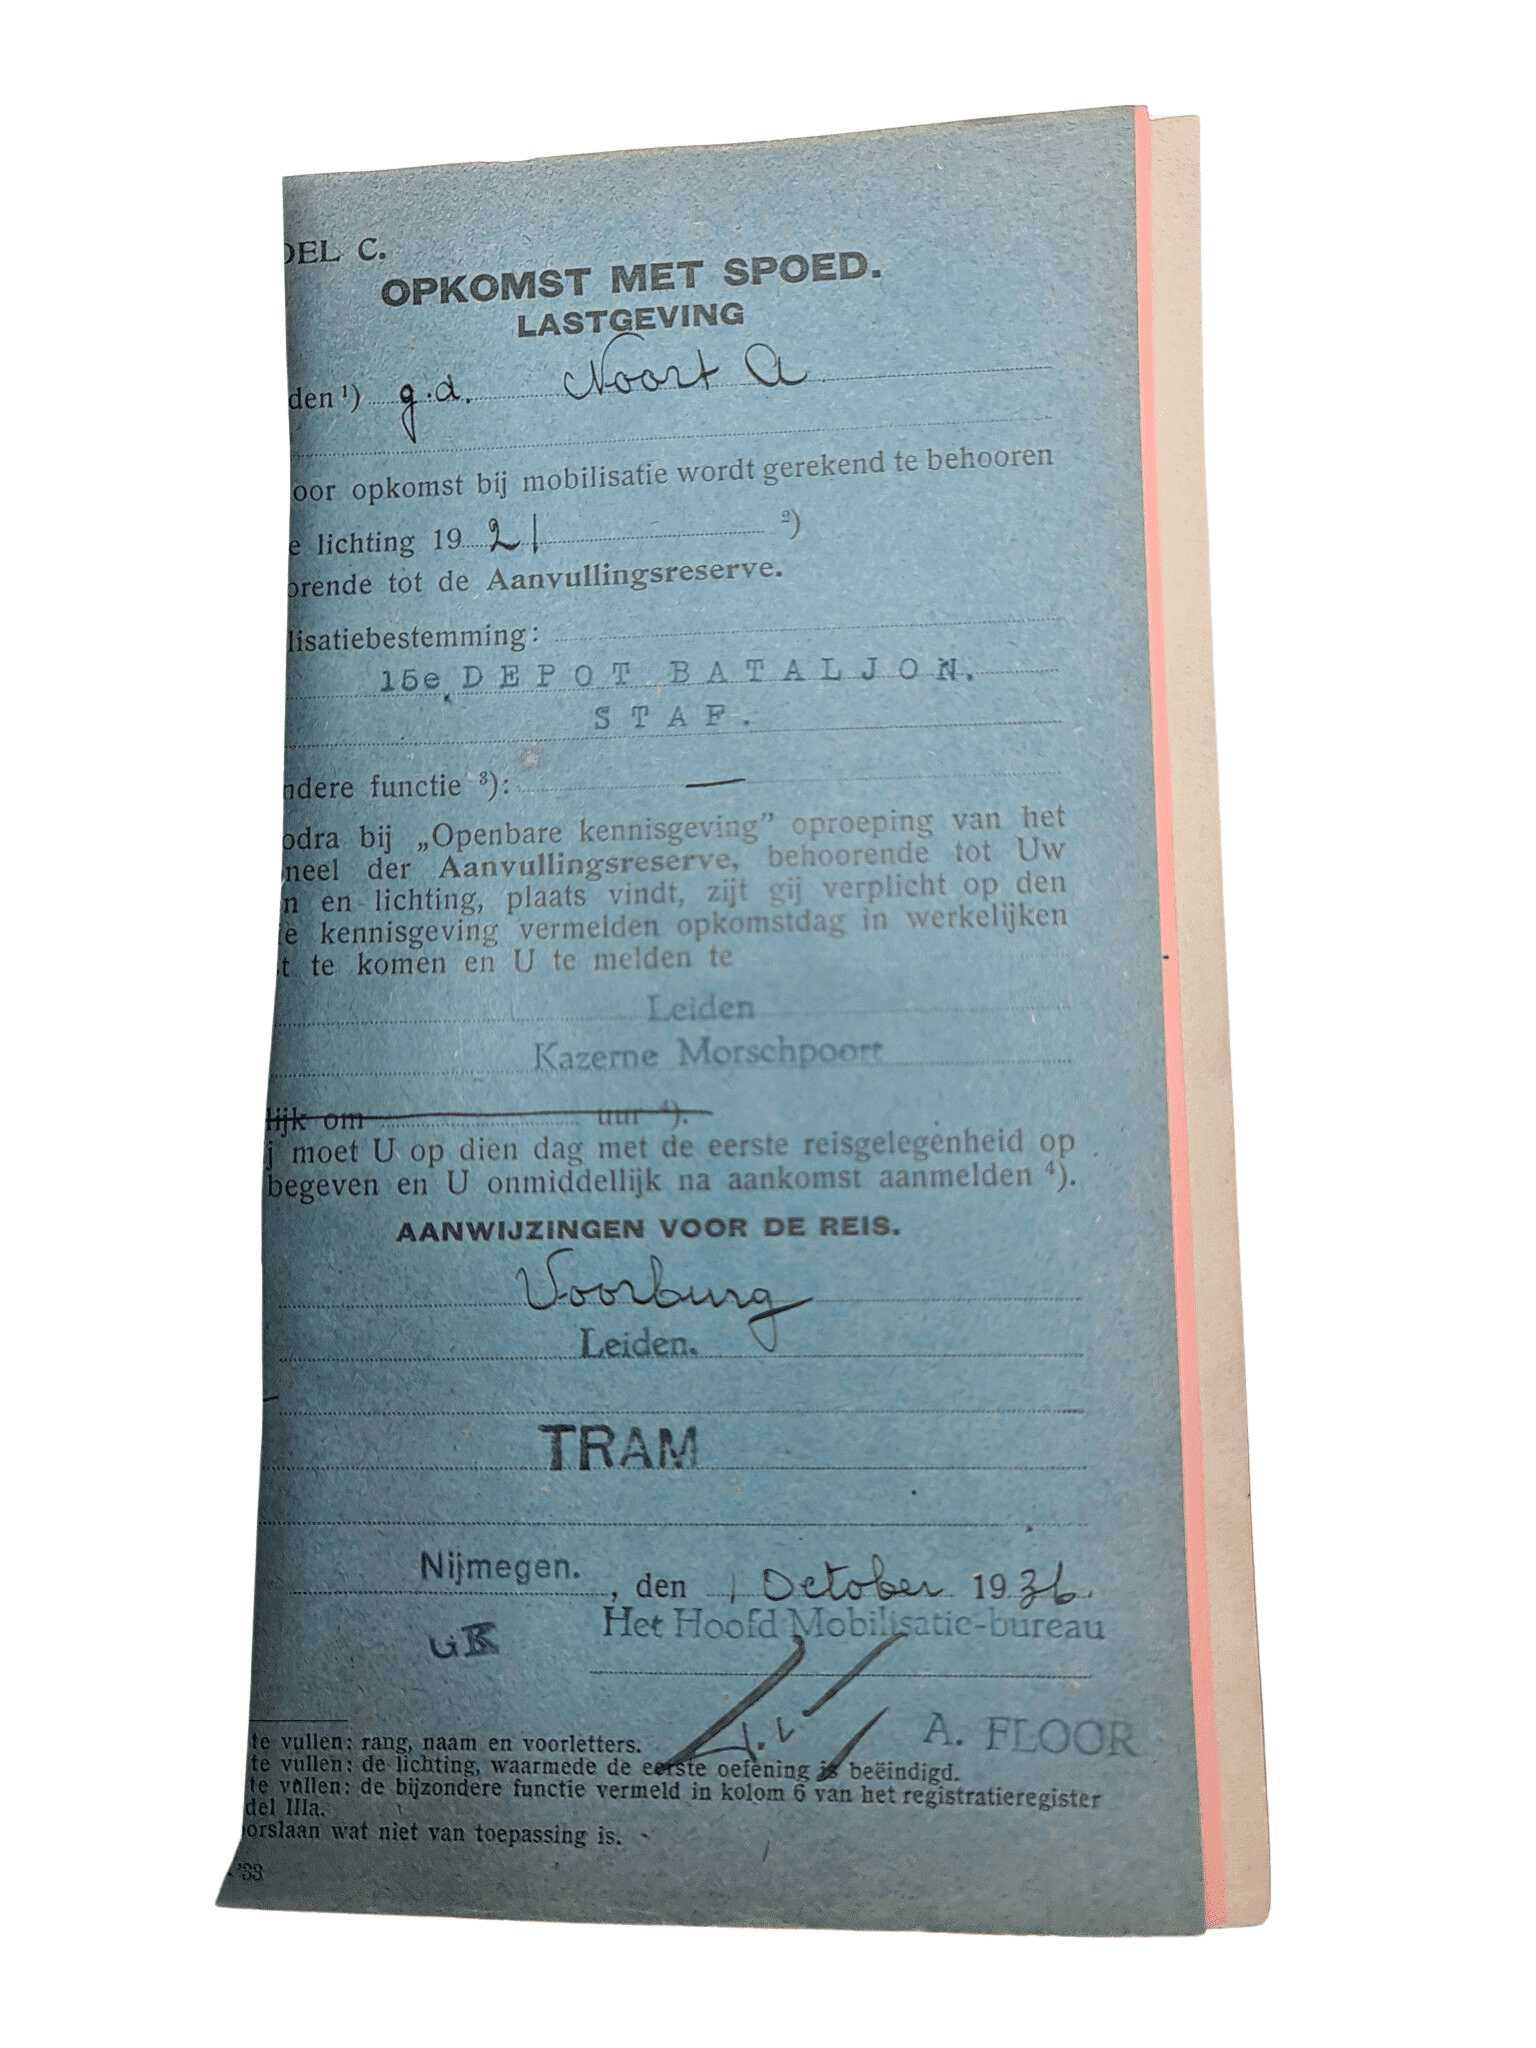 DEL C.
OPKOMST MET SPOED.
LASTGEVING
den ¹) g.d. Noort A
oor opkomst bij mobilisatie wordt gerekend te behooren
e lichting 1921 ²)
orende tot de Aanvullingsreserve.
lisatiebestemming:
15e DEPOT BATALJON.
STAF.
ndere functie ³): —
odra bij „Openbare kennisgeving” oproeping van het
neel der Aanvullingsreserve, behoorende tot Uw
n en lichting, plaats vindt, zijt gij verplicht op den
e kennisgeving vermelden opkomstdag in werkelijken
t te komen en U te melden te
Leiden
Kazerne Morschpoort
lijk om uur ⁴).
j moet U op dien dag met de eerste reisgelegenheid op
begeven en U onmiddellijk na aankomst aanmelden ⁴).
AANWIJZINGEN VOOR DE REIS.
Voorburg
Leiden.
TRAM
Nijmegen. , den 1 October 1936.
Het Hoofd Mobilisatie-bureau
A. FLOOR
te vullen: rang, naam en voorletters.
te vullen: de lichting, waarmede de eerste oefening is beëindigd.
te vullen: de bijzondere functie vermeld in kolom 6 van het registratieregister
del IIIa.
orslaan wat niet van toepassing is.
'33